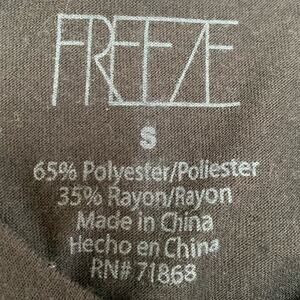 FREEZE
S
65% Polyester/Poliester
35% Rayon/Rayon
Made in China
Hecho en China
RN# 71868